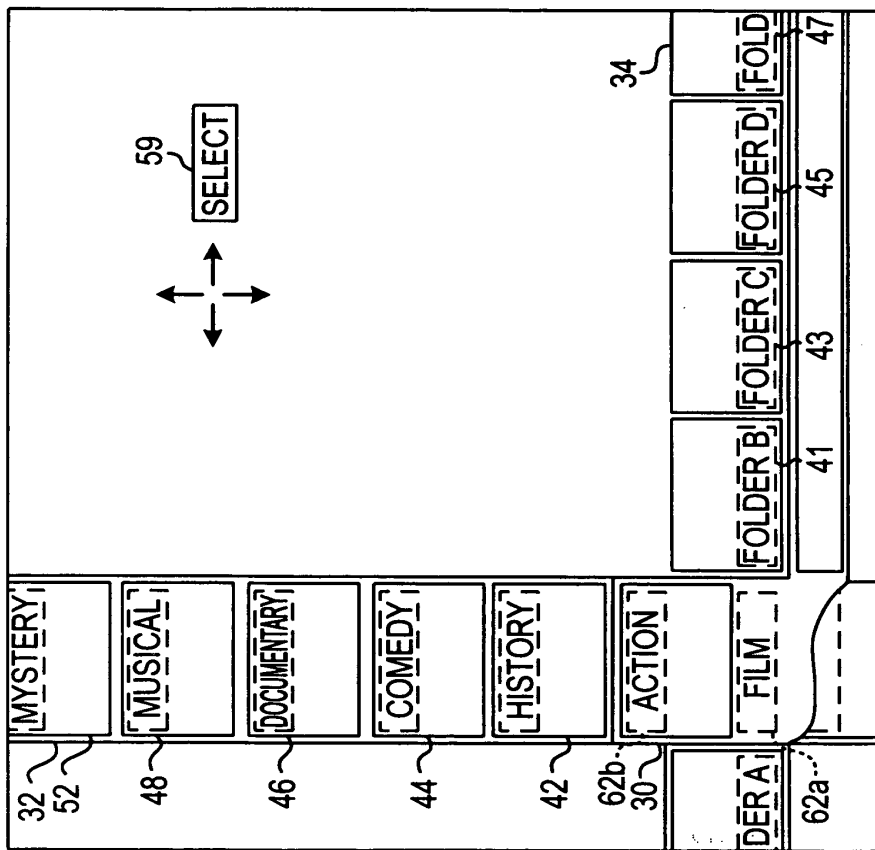 MYSTERY
32
52
59
MUSICAL
48
SELECT
DOCUMENTARY
46
COMEDY
44
HISTORY
42
62b
34
ACTION
30
DER A
FILM
FOLDER B
FOLDER C
FOLDER D
FOLD
62a
41
43
45
47